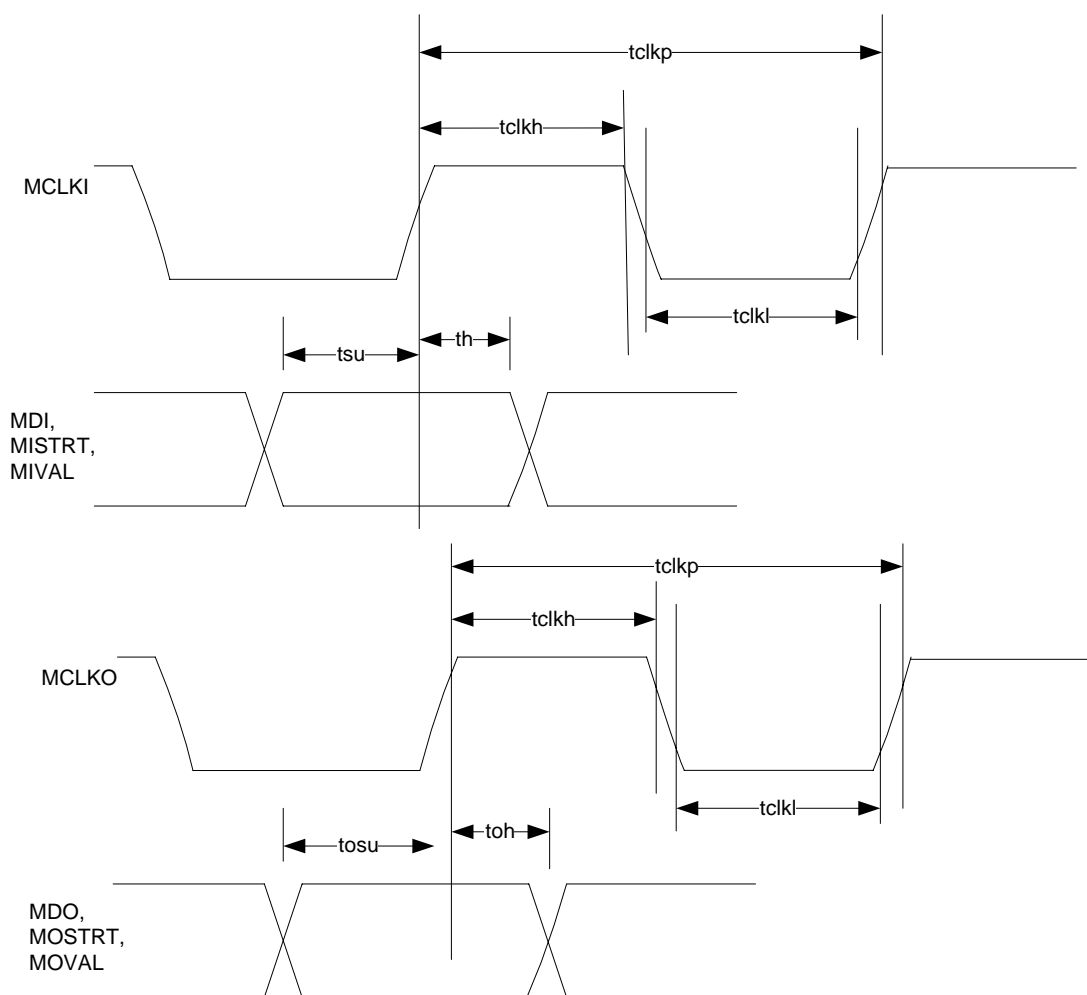 tclkp
tclkh
MCLKI
tclkl
th
tsu
MDI,
MISTRT,
MIVAL
tclkp
tclkh
MCLKO
tclkl
toh
tosu
MDO,
MOSTRT,
MOVAL